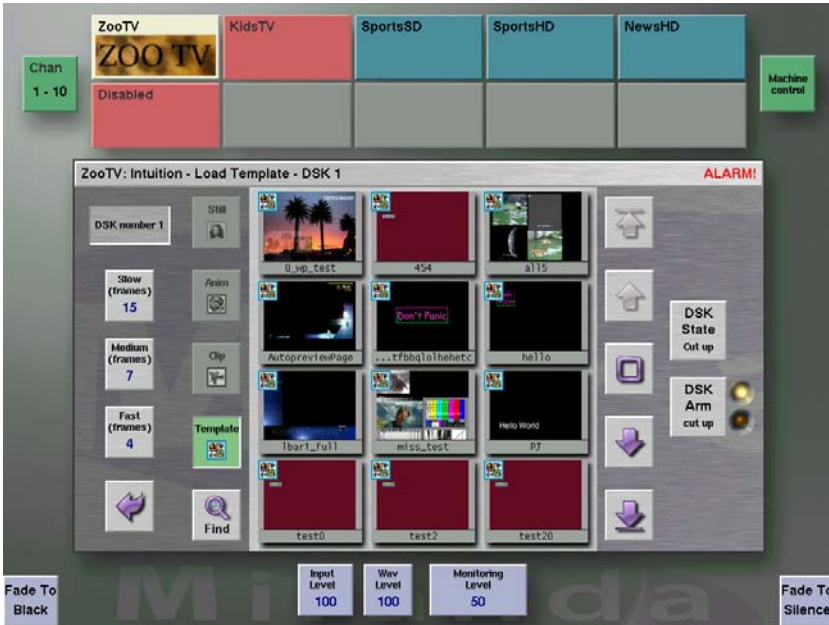 ZooTV
ZOO TV
KidsTV
SportsSD
SportsHD
NewsHD
Chan
1 - 10
Machine
control
Disabled
ZooTV: Intuition - Load Template - DSK 1
ALARM!
DSK number 1
Still
Slow
(frames)
15
Anim
Medium
(frames)
7
Clip
Fast
(frames)
4
Template
Find
0_wp_test
454
all5
AutopreviewPage
Don't Panic
...tfbbqlolhehetc
hello
lbar1_full
miss_test
Hello World
PJ
test0
test2
test20
DSK
State
Cut up
DSK
Arm
cut up
Input
Level
100
Wav
Level
100
Monitoring
Level
50
Fade To
Black
Fade To
Silence
Miranda